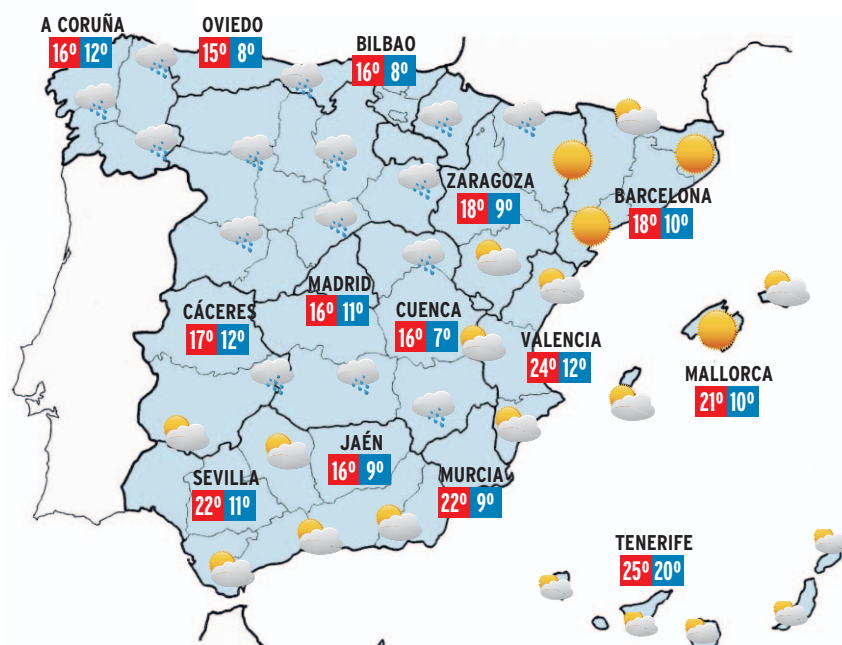 A CORUÑA
16º 12º
OVIEDO
15º 8º
BILBAO
16º 8º
ZARAGOZA
18º 9º
BARCELONA
18º 10º
MADRID
16º 11º
CÁCERES
17º 12º
CUENCA
16º 7º
VALENCIA
24º 12º
MALLORCA
21º 10º
JAÉN
16º 9º
SEVILLA
22º 11º
MURCIA
22º 9º
TENERIFE
25º 20º